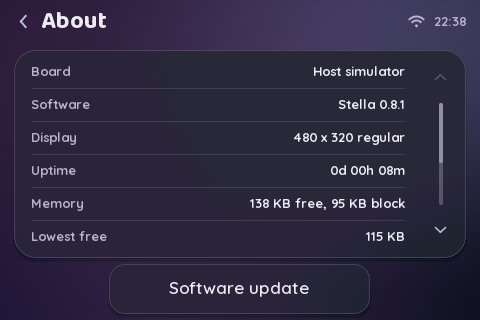 About
22:38
Board Host simulator
Software Stella 0.8.1
Display 480 x 320 regular
Uptime 0d 00h 08m
Memory 138 KB free, 95 KB block
Lowest free 115 KB
Software update